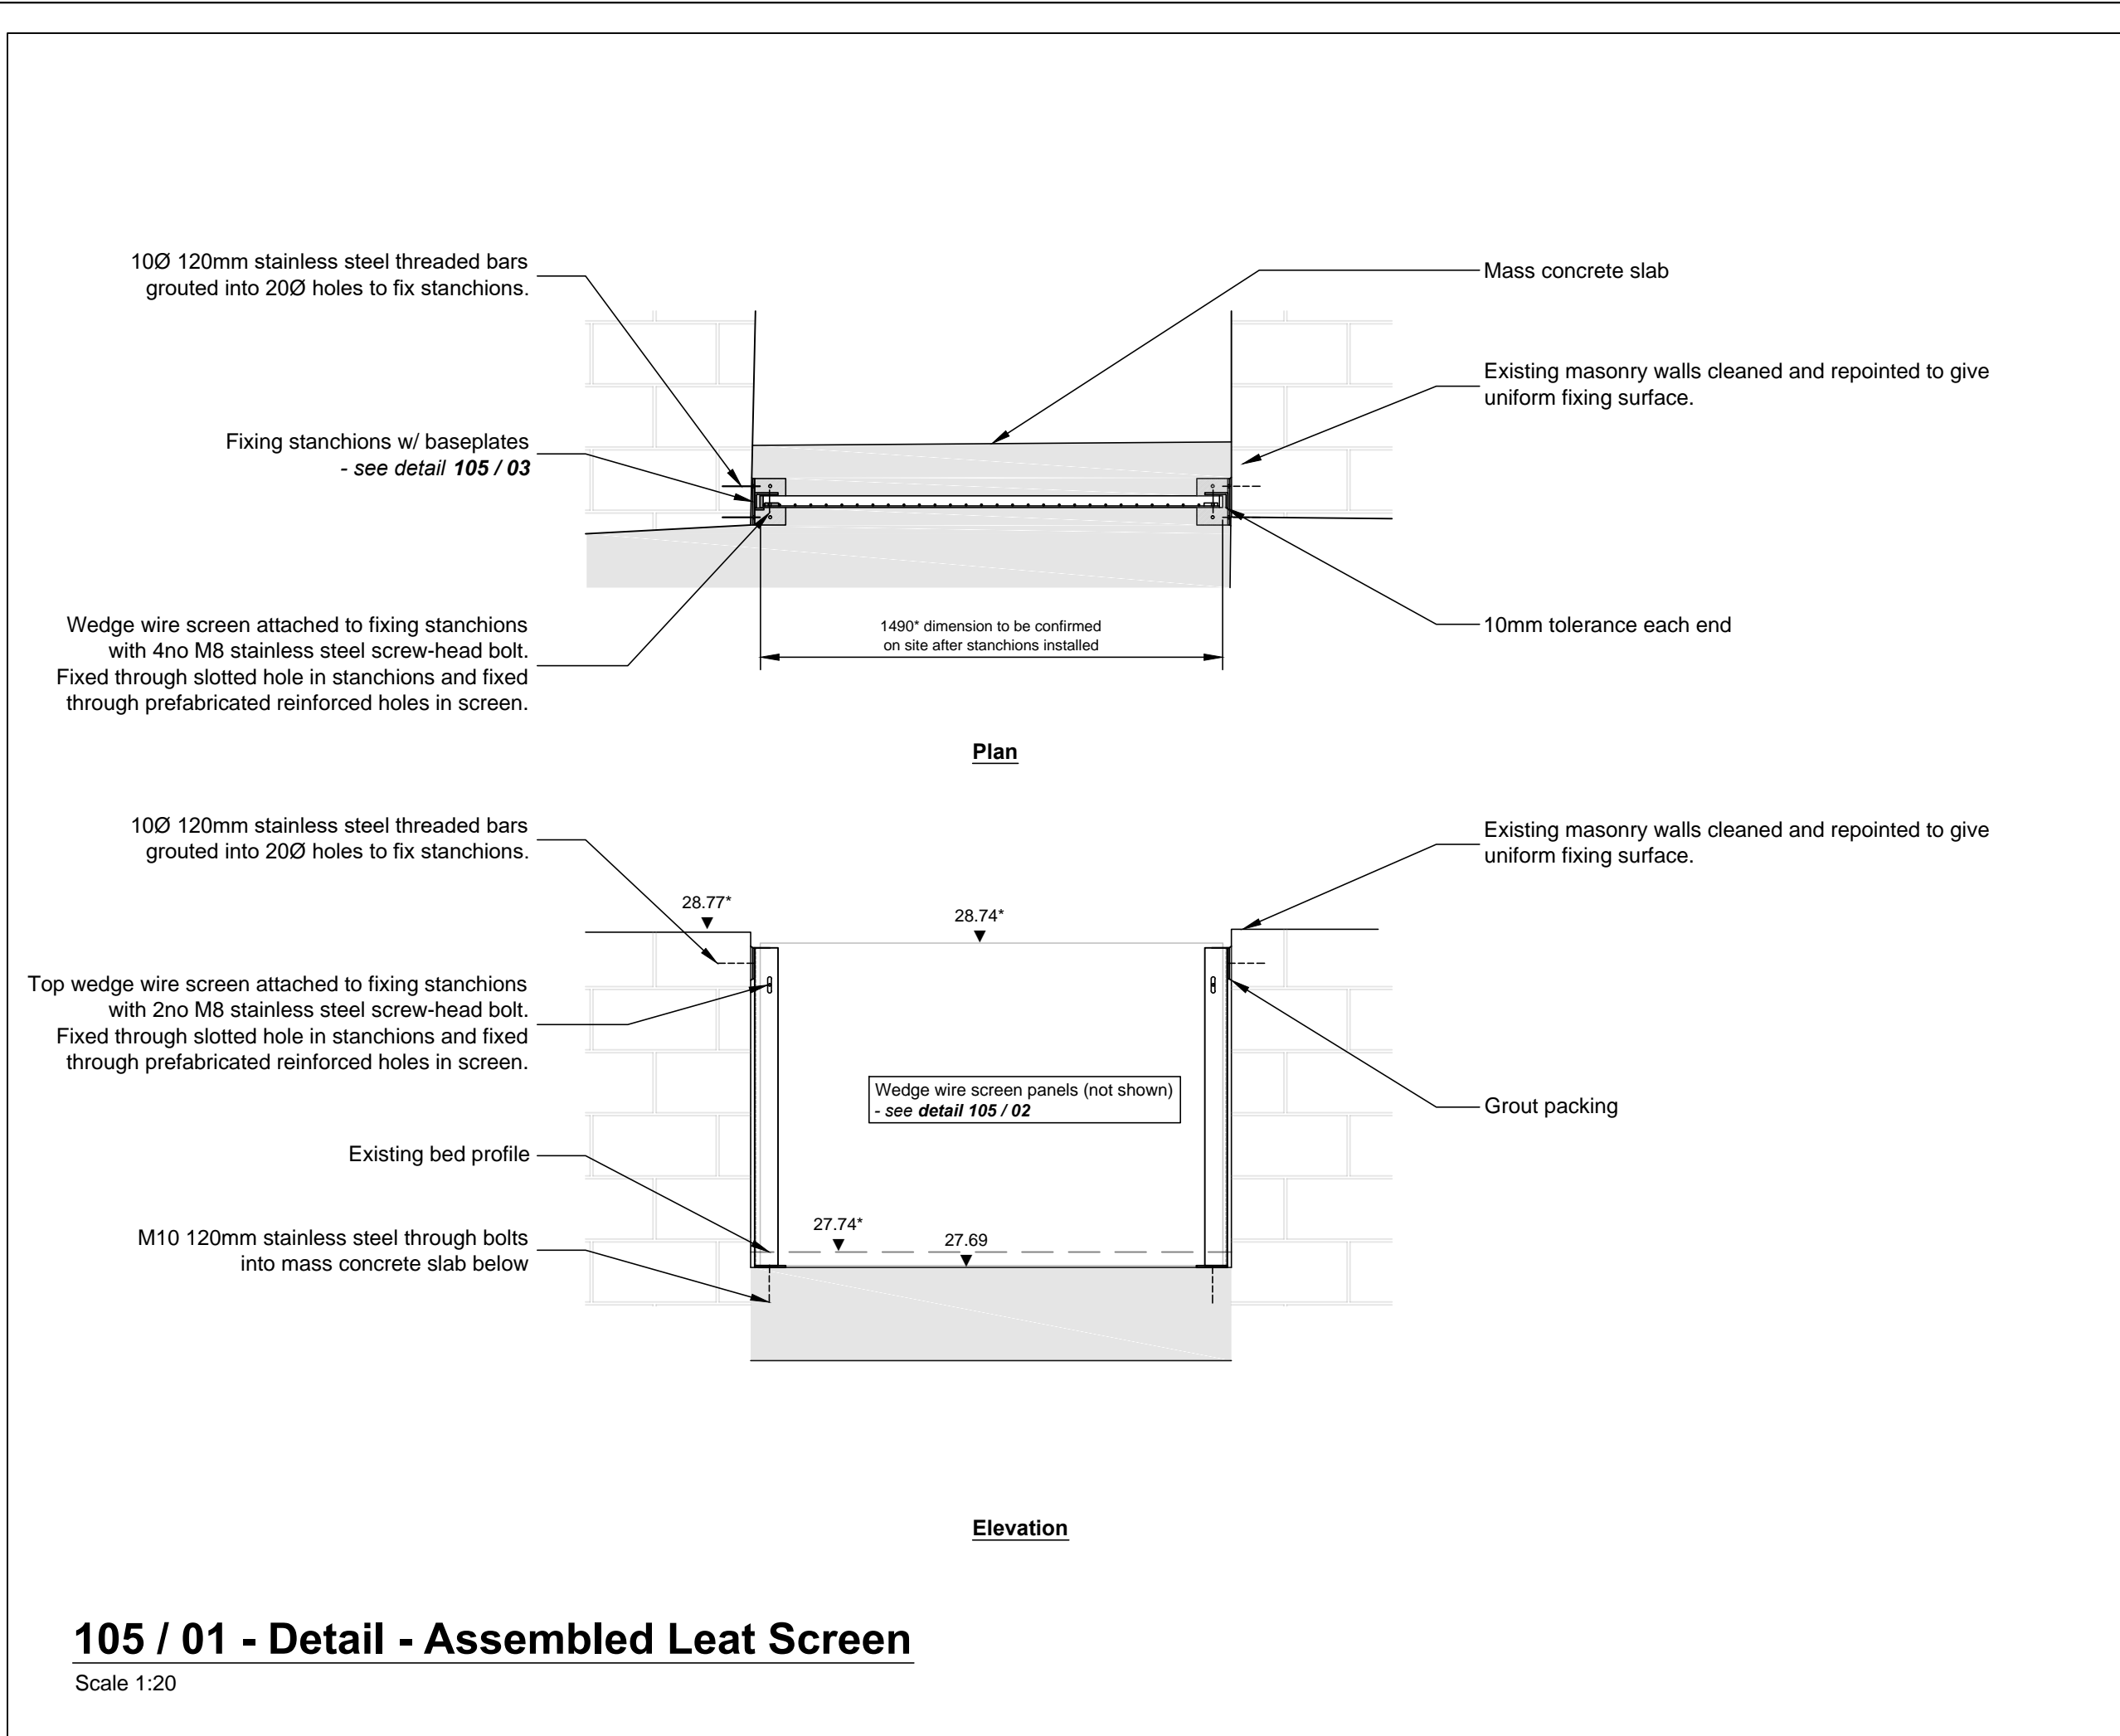 10Ø 120mm stainless steel threaded bars
grouted into 20Ø holes to fix stanchions.
Mass concrete slab
Existing masonry walls cleaned and repointed to give
uniform fixing surface.
Fixing stanchions w/ baseplates
- see detail 105 / 03
Wedge wire screen attached to fixing stanchions
with 4no M8 stainless steel screw-head bolt.
Fixed through slotted hole in stanchions and fixed
through prefabricated reinforced holes in screen.
1490* dimension to be confirmed
on site after stanchions installed
10mm tolerance each end
Plan
10Ø 120mm stainless steel threaded bars
grouted into 20Ø holes to fix stanchions.
Existing masonry walls cleaned and repointed to give
uniform fixing surface.
28.77*
28.74*
Top wedge wire screen attached to fixing stanchions
with 2no M8 stainless steel screw-head bolt.
Fixed through slotted hole in stanchions and fixed
through prefabricated reinforced holes in screen.
Wedge wire screen panels (not shown)
- see detail 105 / 02
Grout packing
Existing bed profile
27.74*
27.69
M10 120mm stainless steel through bolts
into mass concrete slab below
Elevation
105 / 01 - Detail - Assembled Leat Screen
Scale 1:20